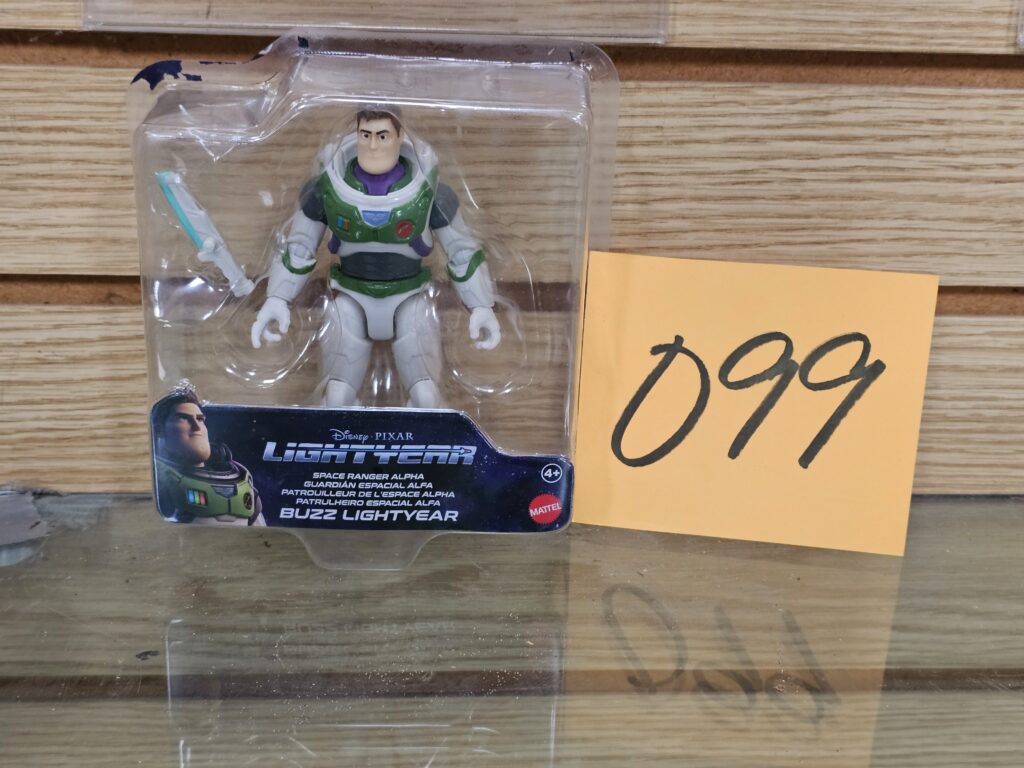 Disney · PIXAR
LIGHTYEAR
SPACE RANGER ALPHA
GUARDIÁN ESPACIAL ALFA
PATROUILLEUR DE L'ESPACE ALPHA
PATRULHEIRO ESPACIAL ALFA
BUZZ LIGHTYEAR
4+
MATTEL
099